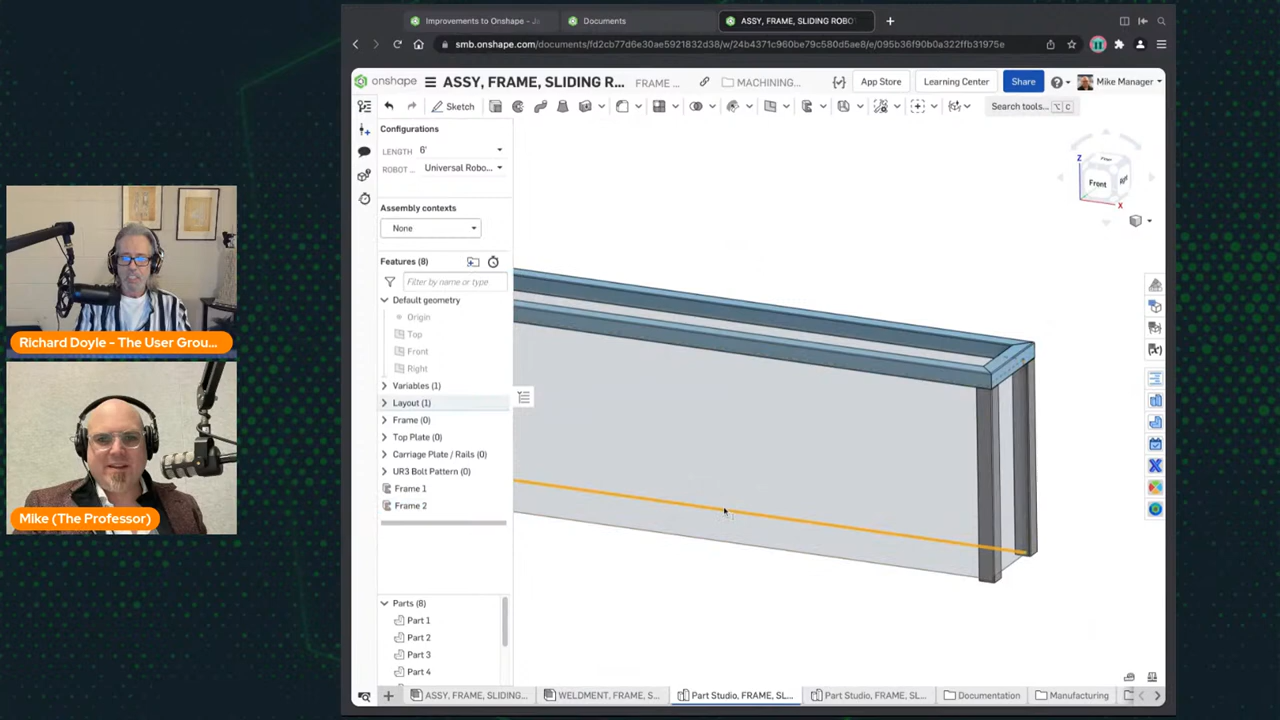 Improvements to Onshape - Ja
Documents
ASSY, FRAME, SLIDING ROBO
smb.onshape.com/documents/fd2cb77d6e30ae5921832d38/w/24b4371c960be79c580d5ae8/e/095b36f90b0a322ffb31975e
onshape
ASSY, FRAME, SLIDING R...
FRAME ...
MACHINING...
App Store
Learning Center
Share
Mike Manager
Sketch
Search tools...
⌥ C
Configurations
LENGTH 6'
ROBOT ... Universal Robo...
Assembly contexts
None
Features (8)
Filter by name or type
Default geometry
Origin
Top
Front
Right
Variables (1)
Layout (1)
Frame (0)
Top Plate (0)
Carriage Plate / Rails (0)
UR3 Bolt Pattern (0)
Frame 1
Frame 2
Parts (8)
Part 1
Part 2
Part 3
Part 4
Z
Front
X
Richard Doyle - The User Grou...
Mike (The Professor)
ASSY, FRAME, SLIDING...
WELDMENT, FRAME, S...
Part Studio, FRAME, SL...
Part Studio, FRAME, SL...
Documentation
Manufacturing